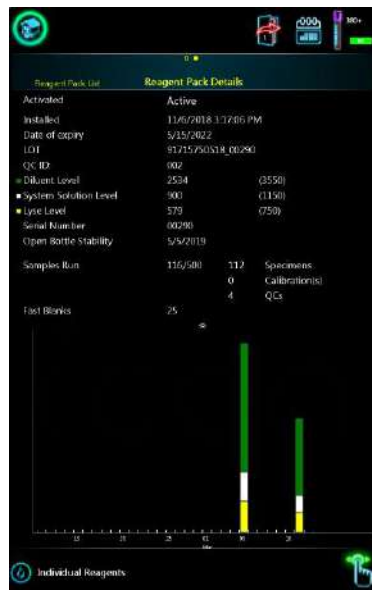 380+
Reagent Pack List
Reagent Pack Details
Activated Active
Installed 11/6/2018 3:37:06 PM
Date of expiry 5/15/2022
LOT 91715750518_00290
QC ID 002
Diluent Level 2534 (3550)
System Solution Level 900 (1150)
Lyse Level 579 (750)
Serial Number 00290
Open Bottle Stability 5/5/2019
Samples Run 116/500 112 Specimens
0 Calibration(s)
4 QCs
Fast Blanks 25
Individual Reagents